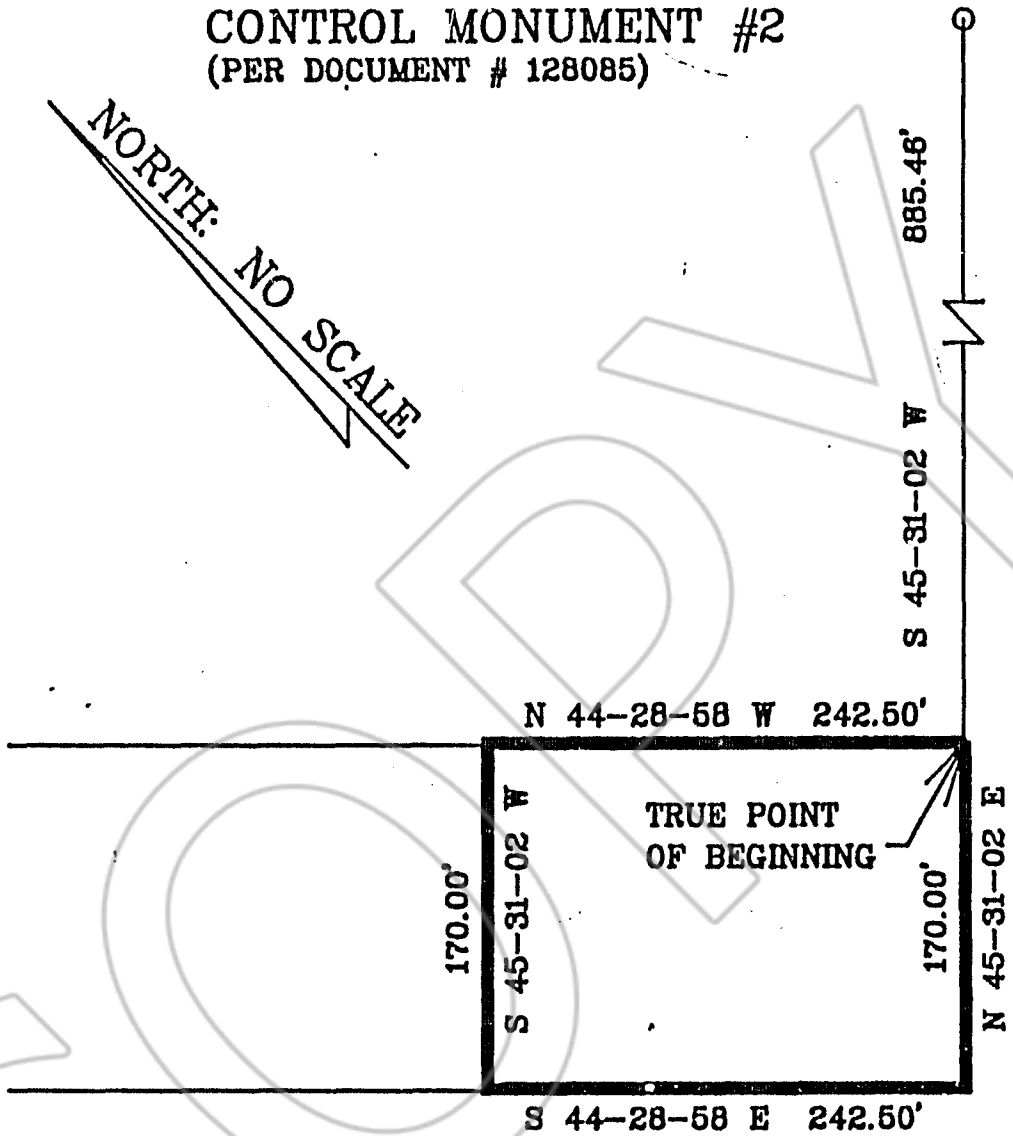 CONTROL MONUMENT #2
(PER DOCUMENT # 128085)
NORTH: NO SCALE
885.46'
S 45-31-02 W
N 44-28-58 W 242.50'
TRUE POINT
OF BEGINNING
170.00'
S 45-31-02 W
170.00'
N 45-31-02 E
S 44-28-58 E 242.50'
COPY